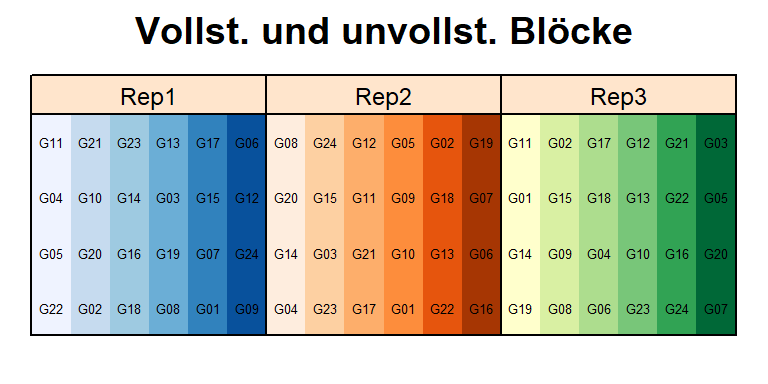 Vollst. und unvollst. Blöcke
Rep1 Rep2 Rep3
G11 G21 G23 G13 G17 G06 G08 G24 G12 G05 G02 G19 G11 G02 G17 G12 G21 G03
G04 G10 G14 G03 G15 G12 G20 G15 G11 G09 G18 G07 G01 G15 G18 G13 G22 G05
G05 G20 G16 G19 G07 G24 G14 G03 G21 G10 G13 G06 G14 G09 G04 G10 G16 G20
G22 G02 G18 G08 G01 G09 G04 G23 G17 G01 G22 G16 G19 G08 G06 G23 G24 G07